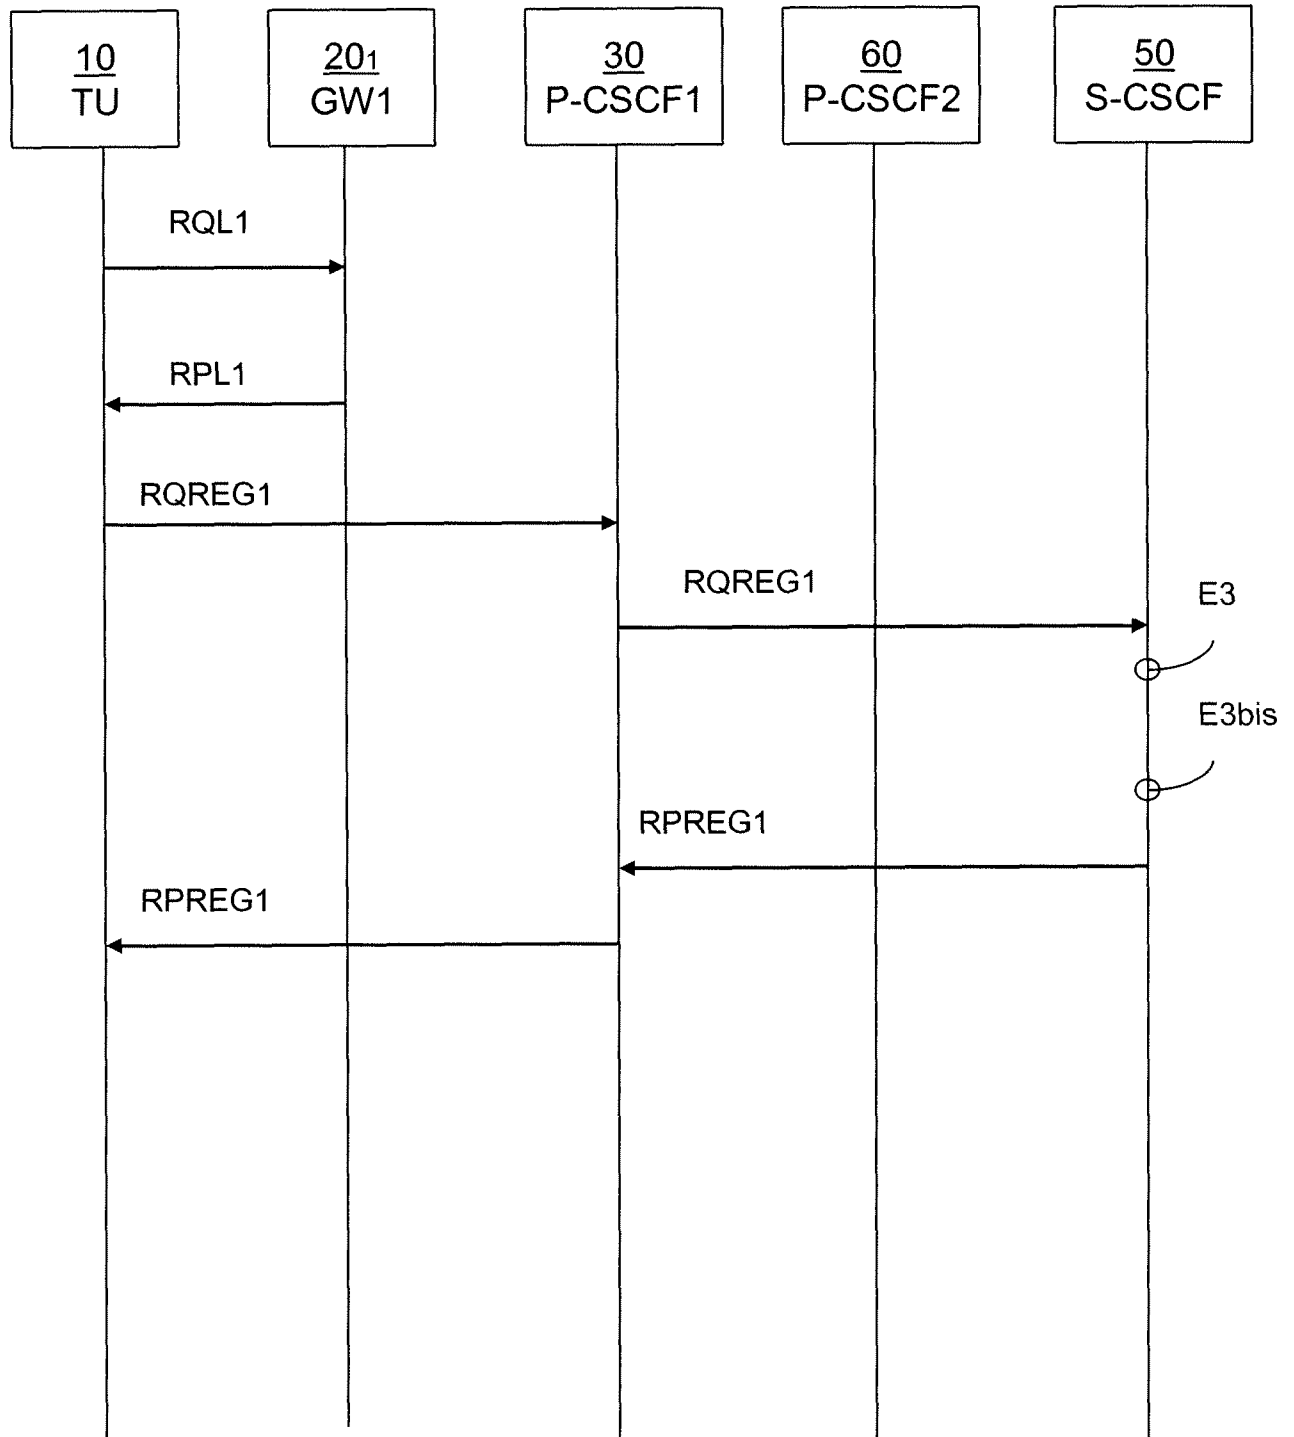 10
TU
201
GW1
30
P-CSCF1
60
P-CSCF2
50
S-CSCF
RQL1
RPL1
RQREG1
RQREG1
E3
E3bis
RPREG1
RPREG1